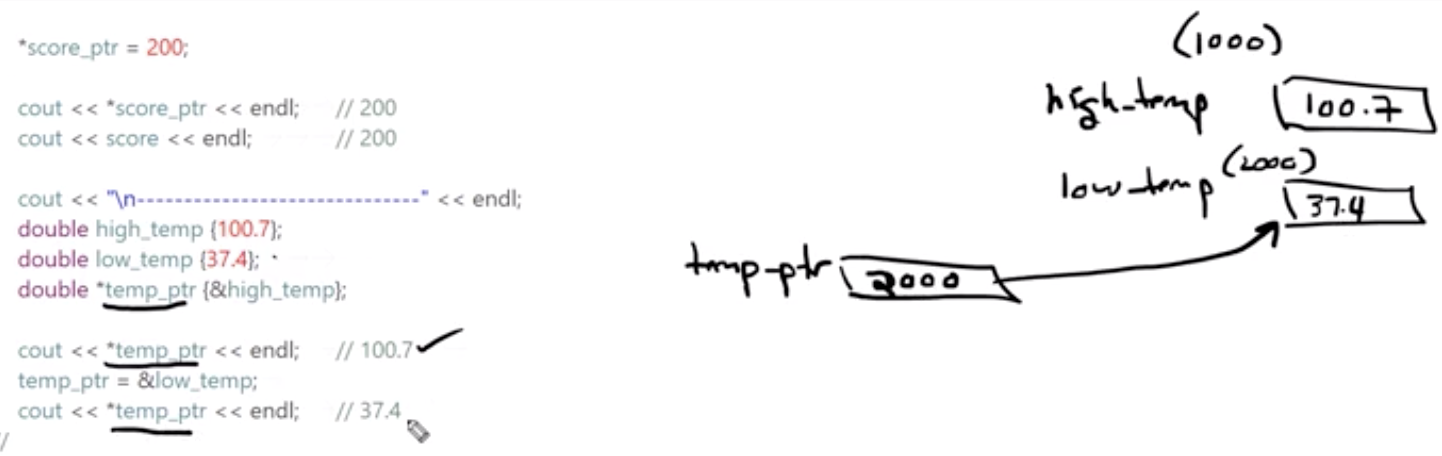 *score_ptr = 200;
cout << *score_ptr << endl; // 200
cout << score << endl; // 200
cout << "\n------------------------------" << endl;
double high_temp {100.7};
double low_temp {37.4};
double *temp_ptr {&high_temp};
cout << *temp_ptr << endl; // 100.7
temp_ptr = &low_temp;
cout << *temp_ptr << endl; // 37.4
/
(1000)
high_temp 100.7
low_temp (2000) 37.4
temp_ptr 2000